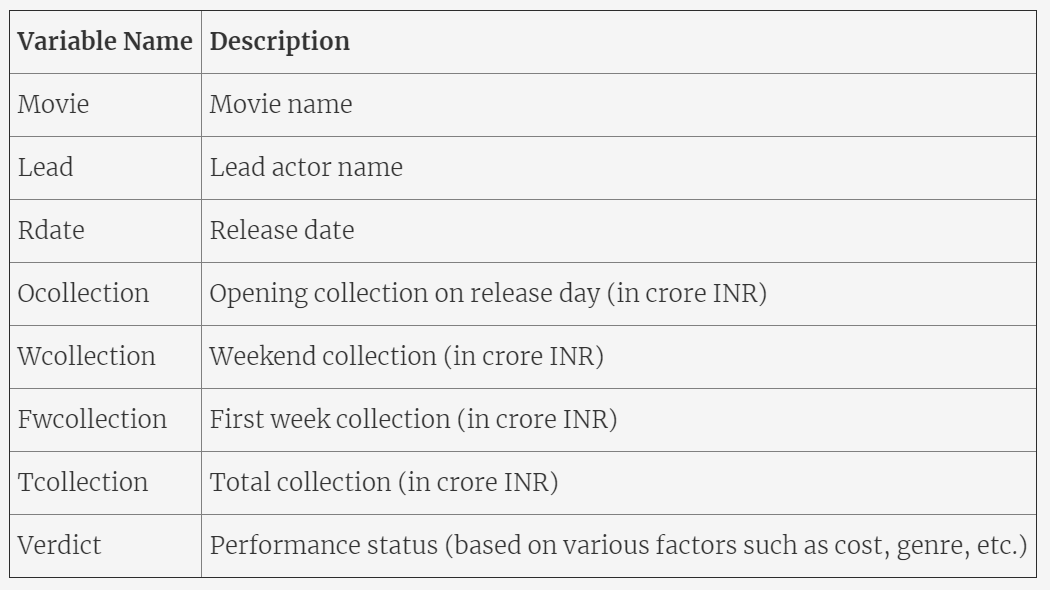 Variable Name Description
Movie Movie name
Lead Lead actor name
Rdate Release date
Ocollection Opening collection on release day (in crore INR)
Wcollection Weekend collection (in crore INR)
Fwcollection First week collection (in crore INR)
Tcollection Total collection (in crore INR)
Verdict Performance status (based on various factors such as cost, genre, etc.)